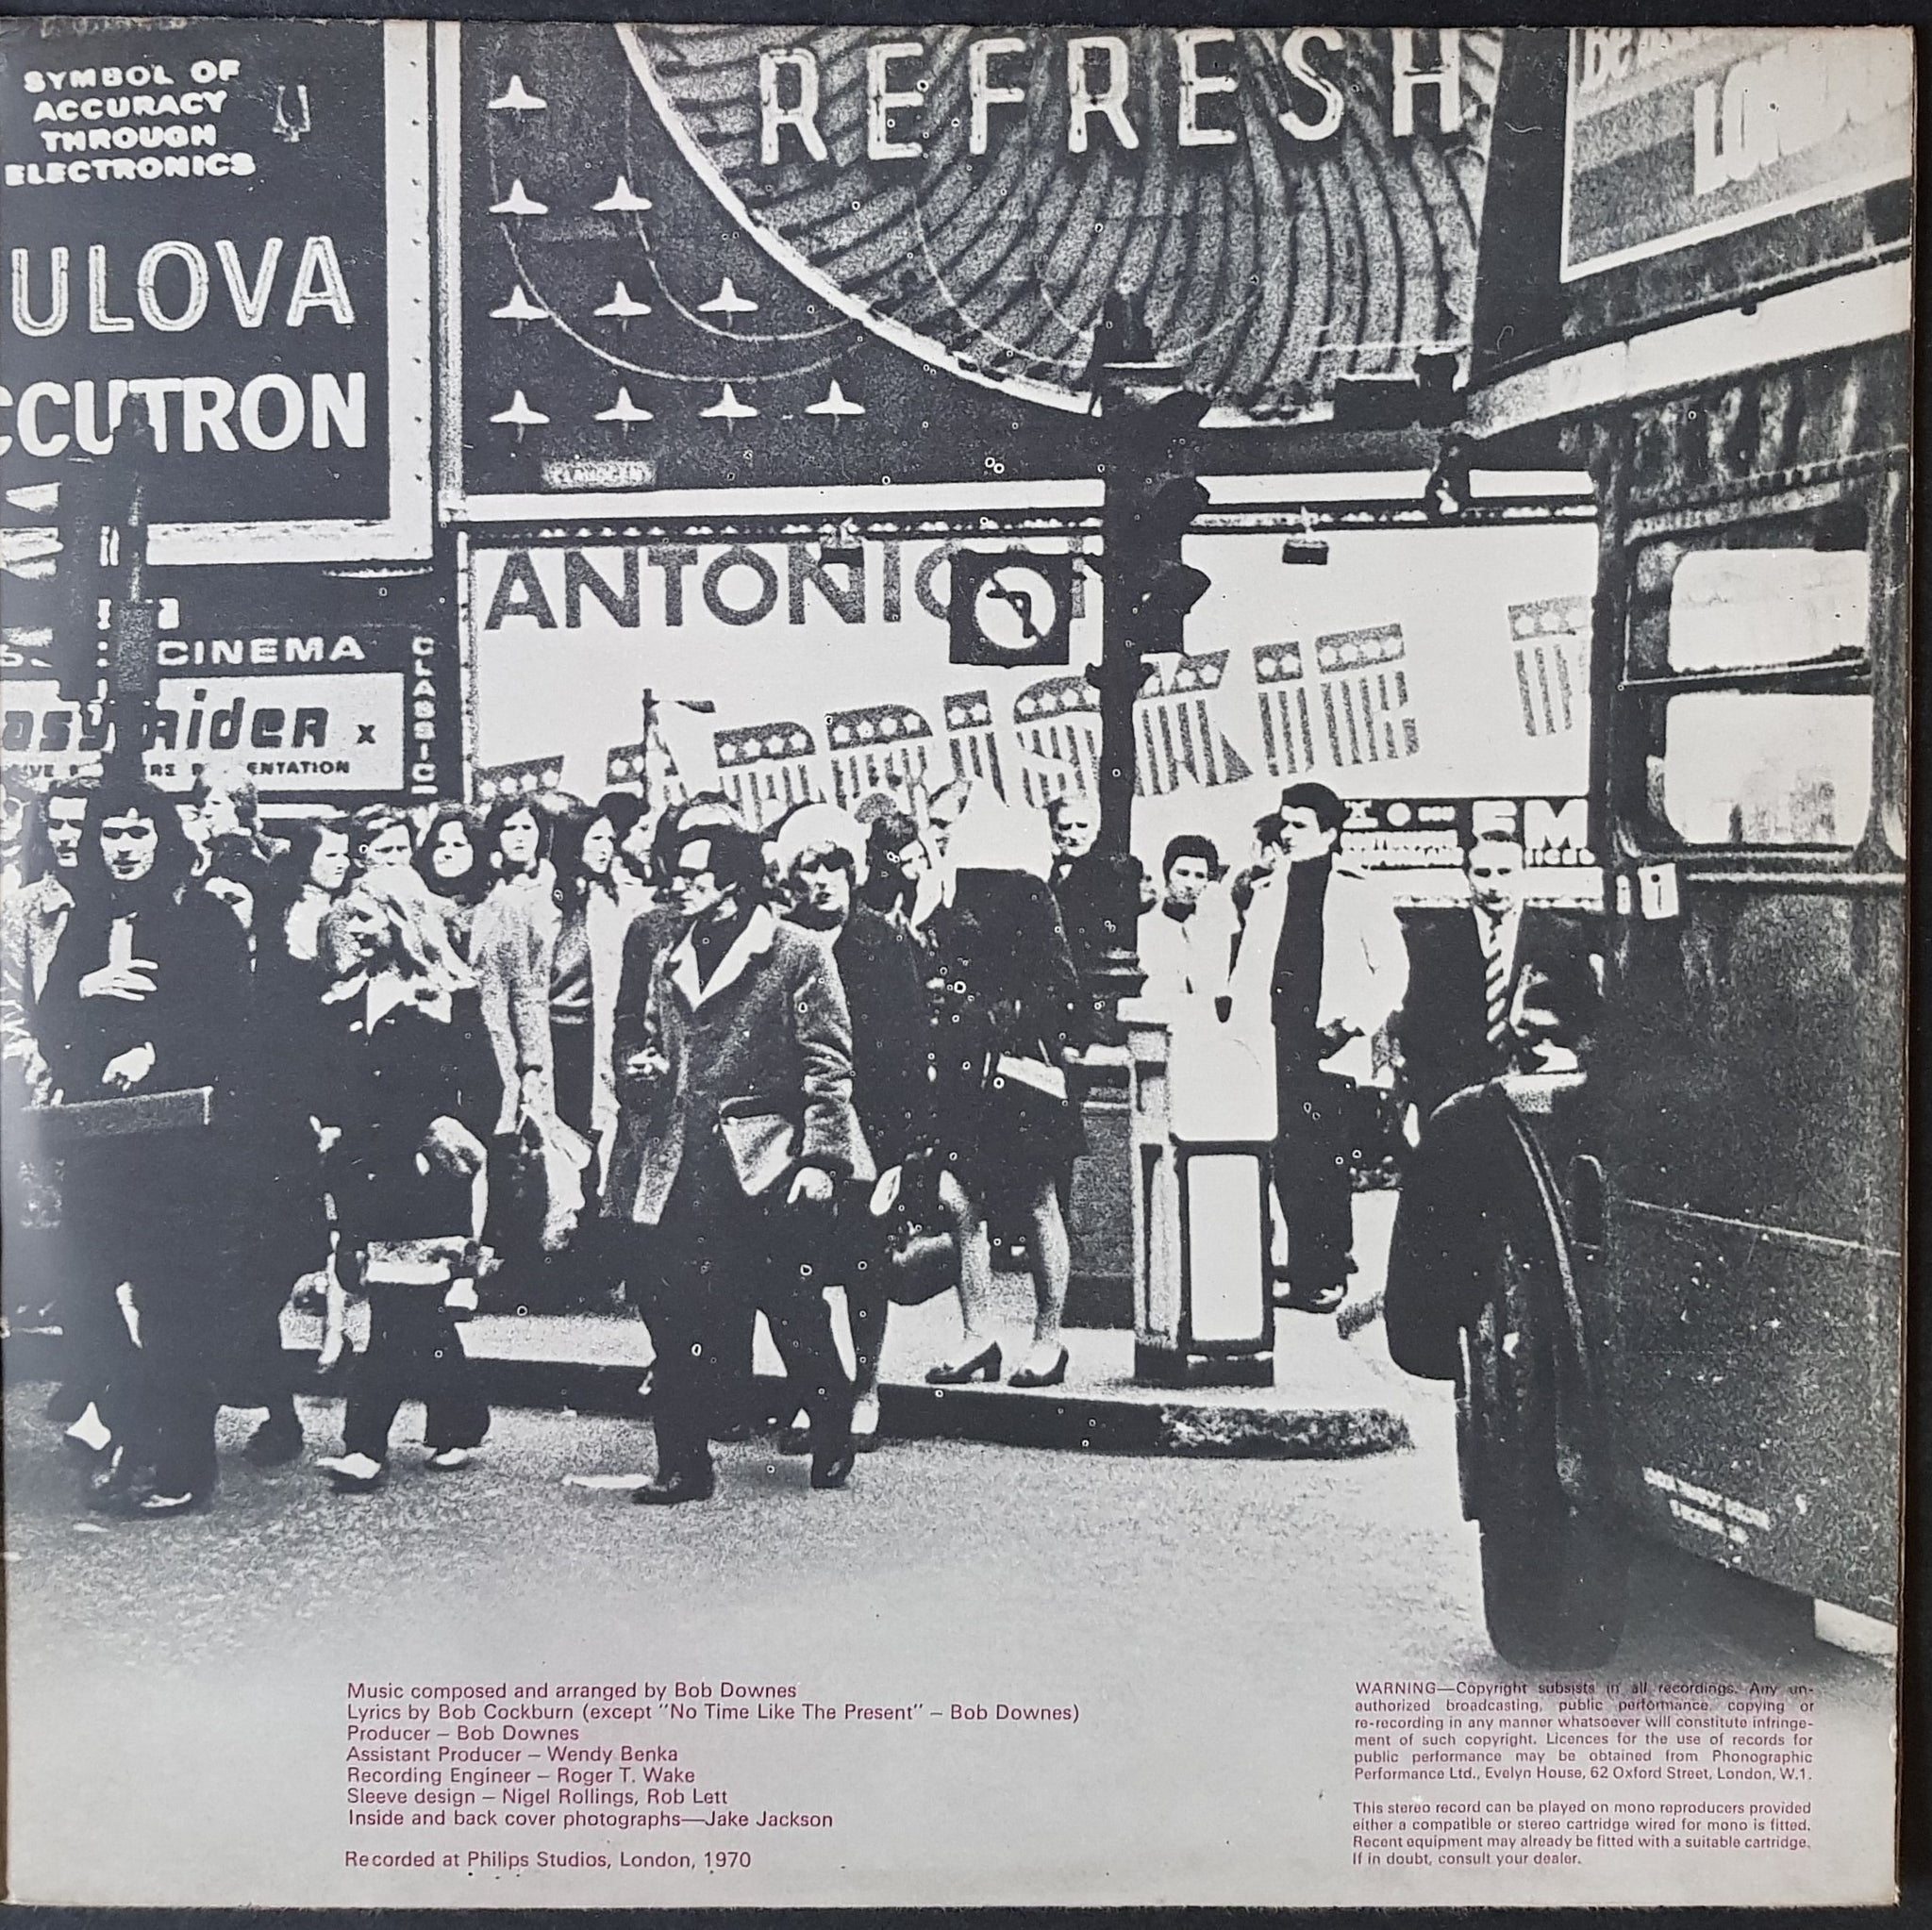 SYMBOL OF
ACCURACY
THROUGH
ELECTRONICS
ULOVA
CCUTRON
REFRESH
LON
ANTONIO
ZABRISKIE
CINEMA
CLASSIC
asy Rider x
ENTATION
Music composed and arranged by Bob Downes
Lyrics by Bob Cockburn (except "No Time Like The Present" – Bob Downes)
Producer – Bob Downes
Assistant Producer – Wendy Benka
Recording Engineer – Roger T. Wake
Sleeve design – Nigel Rollings, Rob Lett
Inside and back cover photographs—Jake Jackson
Recorded at Philips Studios, London, 1970
WARNING—Copyright subsists in all recordings. Any un-
authorized broadcasting, public performance, copying or
re-recording in any manner whatsoever will constitute infringe-
ment of such copyright. Licences for the use of records for
public performance may be obtained from Phonographic
Performance Ltd., Evelyn House, 62 Oxford Street, London, W.1.
This stereo record can be played on mono reproducers provided
either a compatible or stereo cartridge wired for mono is fitted.
Recent equipment may already be fitted with a suitable cartridge.
If in doubt, consult your dealer.